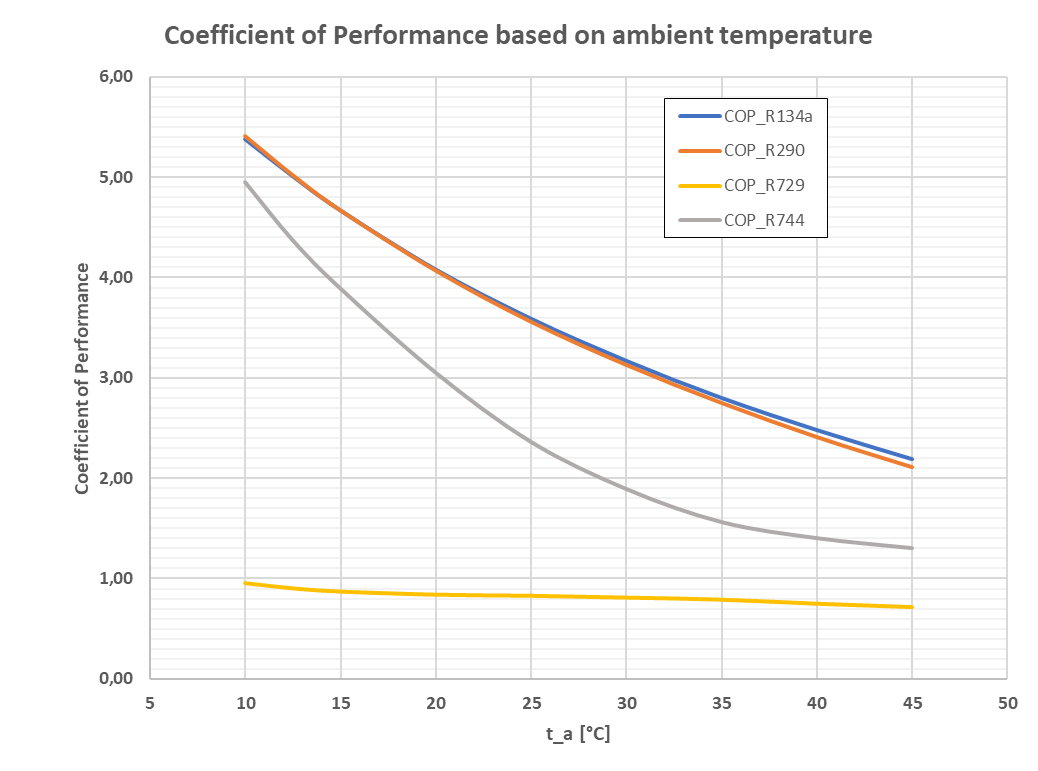 Coefficient of Performance based on ambient temperature
6,00
5,00
4,00
3,00
2,00
1,00
0,00
Coefficient of Performance
COP_R134a
COP_R290
COP_R729
COP_R744
5 10 15 20 25 30 35 40 45 50
t_a [°C]